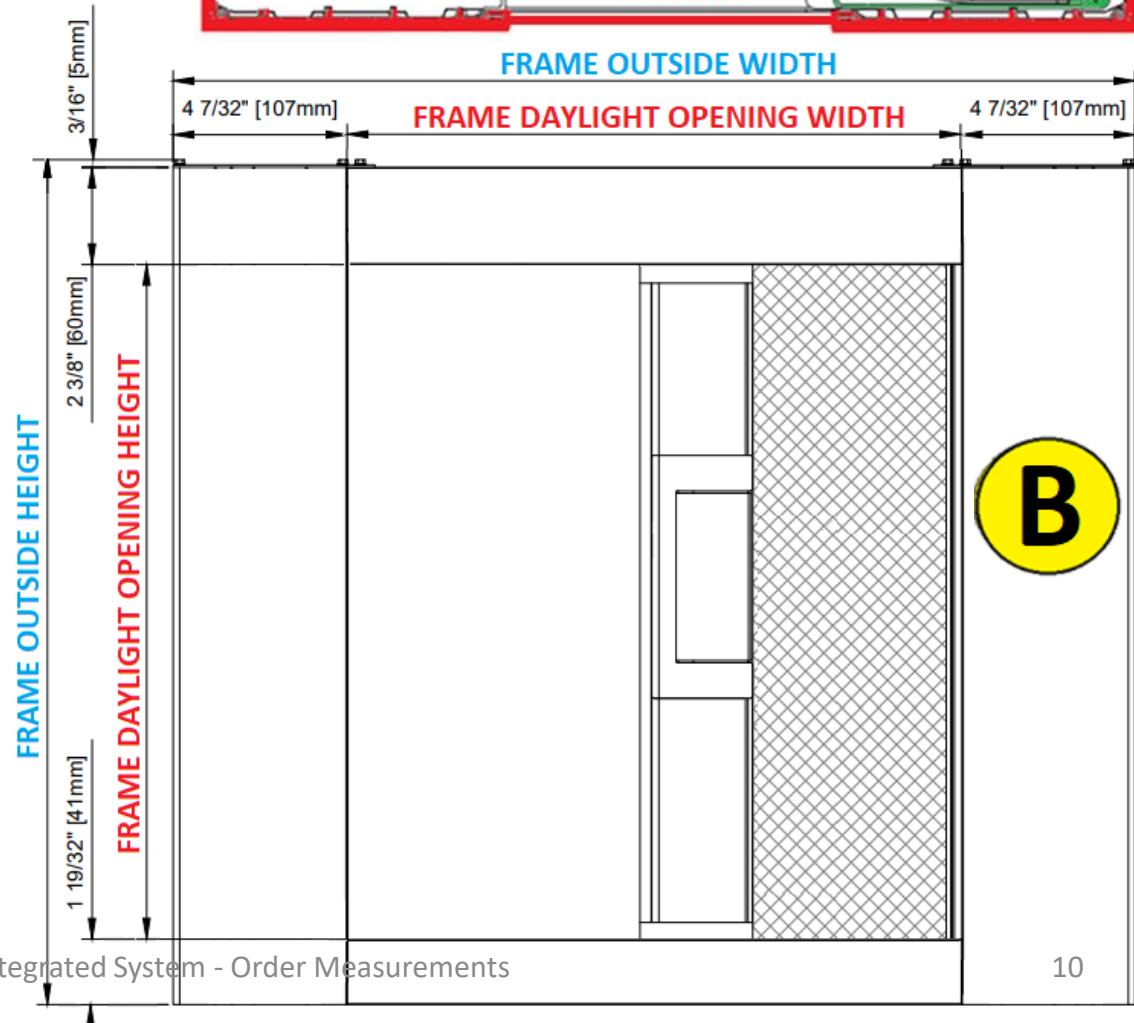 FRAME OUTSIDE WIDTH
3/16" [5mm]
4 7/32" [107mm]
FRAME DAYLIGHT OPENING WIDTH
4 7/32" [107mm]
2 3/8" [60mm]
FRAME OUTSIDE HEIGHT
FRAME DAYLIGHT OPENING HEIGHT
B
1 19/32" [41mm]
tegrated System - Order Measurements
10